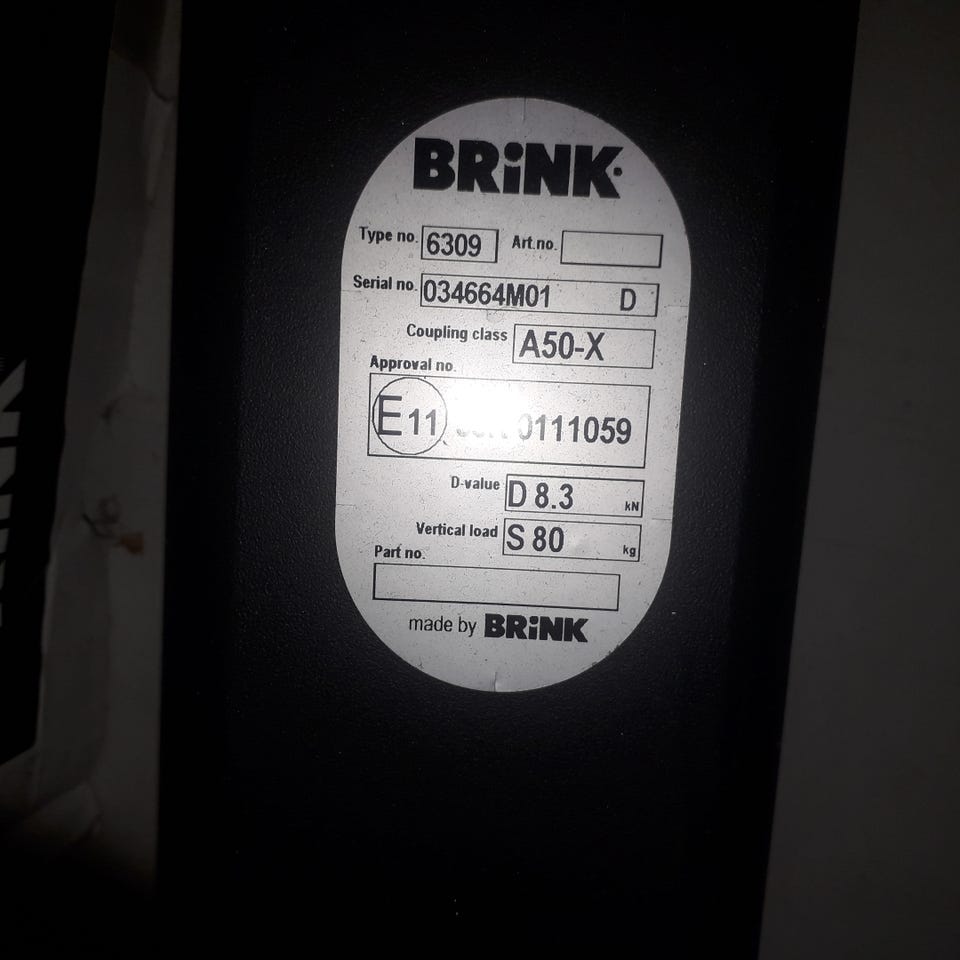 BRiNK
Type no. 6309 Art.no.
Serial no. 034664M01 D
Coupling class A50-X
Approval no.
E11 0111059
D-value D 8.3 kN
Vertical load S 80 kg
Part no.
made by BRiNK